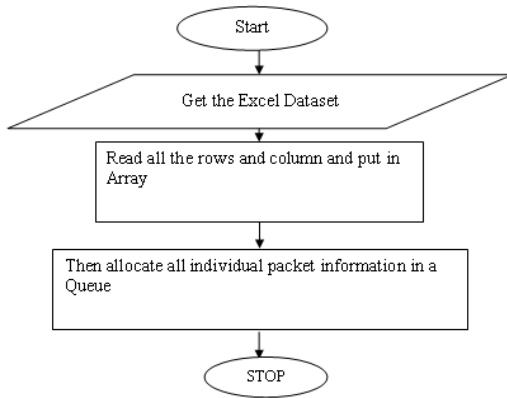 Start
Get the Excel Dataset
Read all the rows and column and put in
Array
Then allocate all individual packet information in a
Queue
STOP